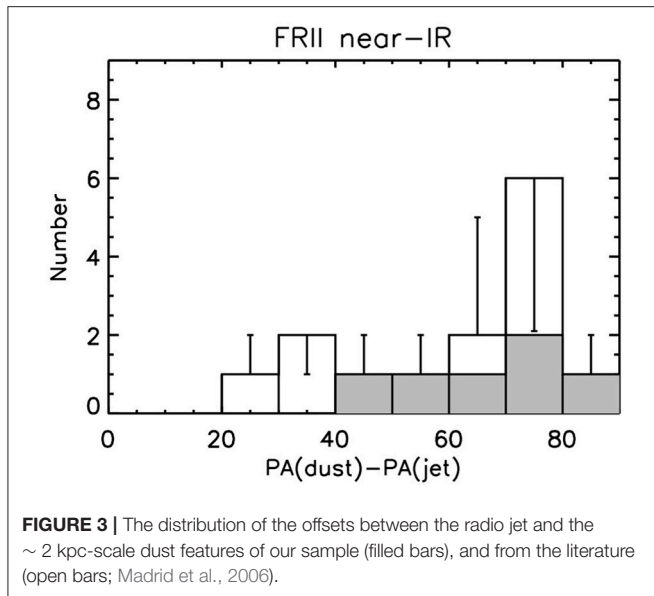 FRII near-IR
8
6
4
2
0
Number
0 20 40 60 80
PA(dust)-PA(jet)
FIGURE 3 | The distribution of the offsets between the radio jet and the
~ 2 kpc-scale dust features of our sample (filled bars), and from the literature
(open bars; Madrid et al., 2006).